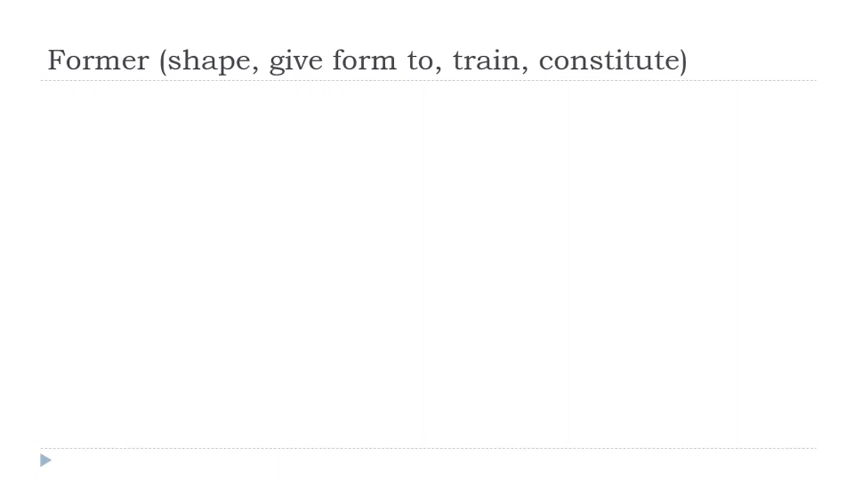 Former (shape, give form to, train, constitute)